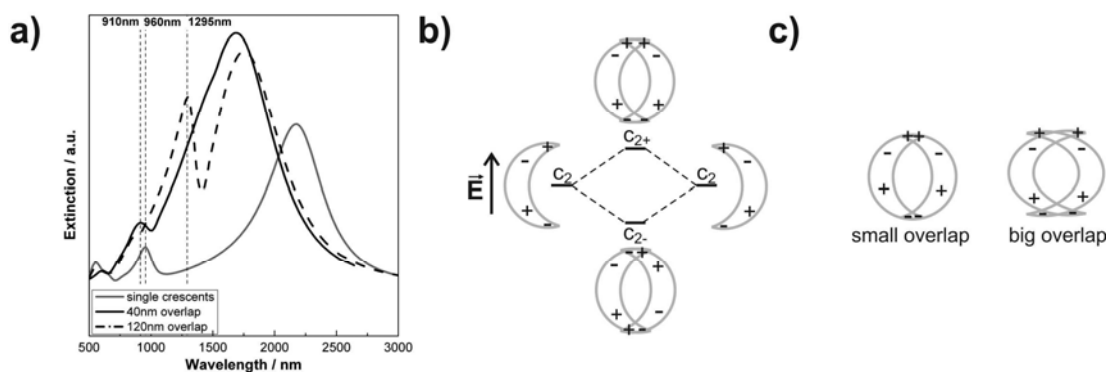 a)
910nm 960nm 1295nm
Extinction / a.u.
single crescents
40nm overlap
120nm overlap
500 1000 1500 2000 2500 3000
Wavelength / nm
b)
+ +
- -
+ +
- -
C2+
E
+
-
+
-
C2
C2
+
-
+
-
C2-
- +
- +
+ -
+ -
c)
++
- -
+ +
--
small overlap
+ +
- -
+ +
- -
big overlap